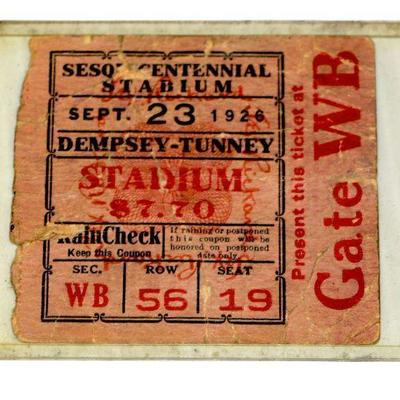 SESQUI-CENTENNIAL
STADIUM
SEPT. 23 1926
DEMPSEY-TUNNEY
STADIUM
$7.70
RainCheck
Keep this Coupon
If raining or postponed
this coupon will be
honored on postponed
date only.
SEC. ROW SEAT
WB 56 19
Present this ticket at
Gate WB